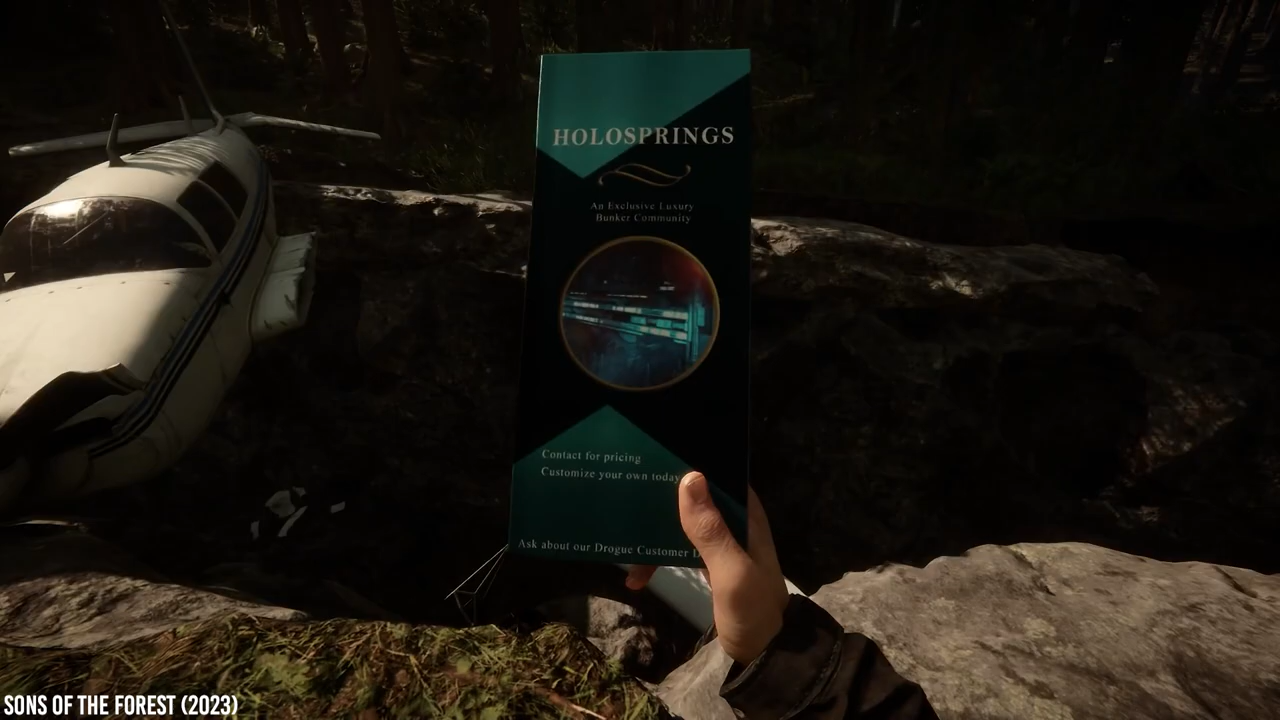 HOLOSPRINGS
An Exclusive Luxury
Bunker Community
Contact for pricing
Customize your own today
Ask about our Drogue Customer
SONS OF THE FOREST (2023)